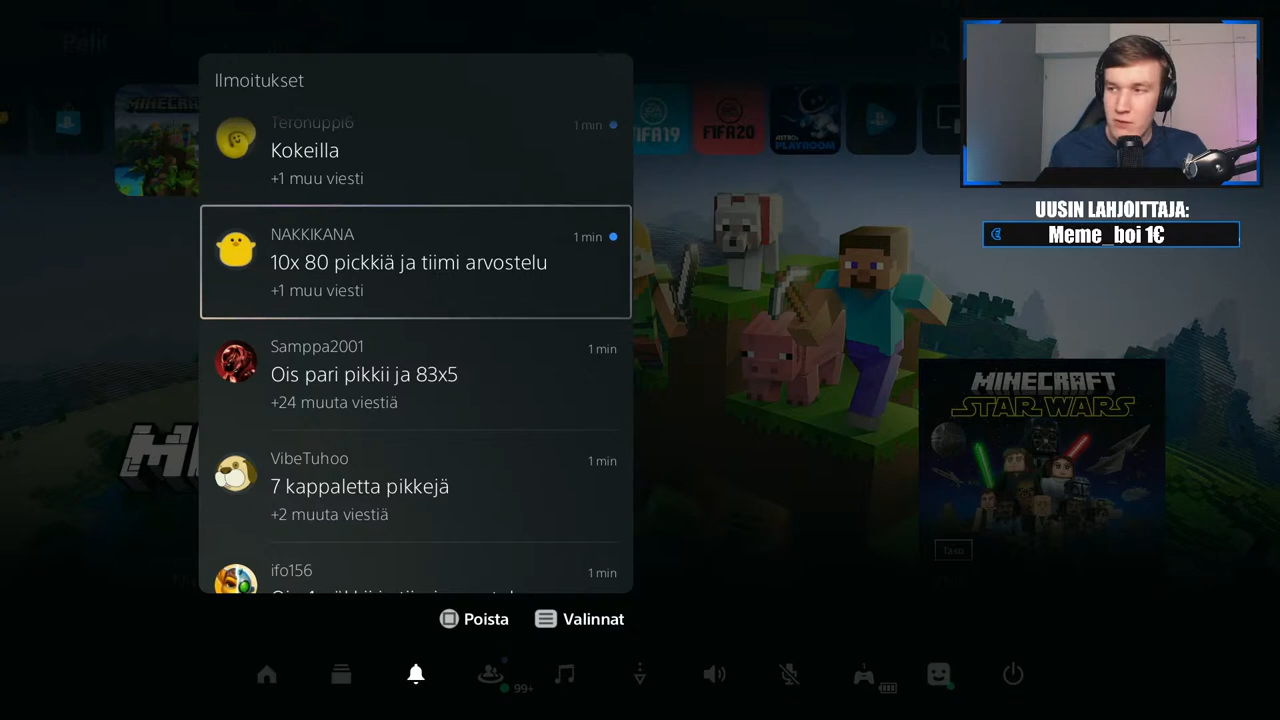 Pelit
Ilmoitukset
Teronuppi6
1 min
Kokeilla
+1 muu viesti
NAKKIKANA
1 min
10x 80 pickkiä ja tiimi arvostelu
+1 muu viesti
Samppa2001
1 min
Ois pari pikkii ja 83x5
+24 muuta viestiä
VibeTuhoo
1 min
7 kappaletta pikkejä
+2 muuta viestiä
ifo156
1 min
Poista
Valinnat
99+
1
MINECRAFT
FIFA19
FIFA20
ASTRO
PLAYROOM
UUSIN LAHJOITTAJA:
€ Meme_boi 1€
MINECRAFT
STAR WARS